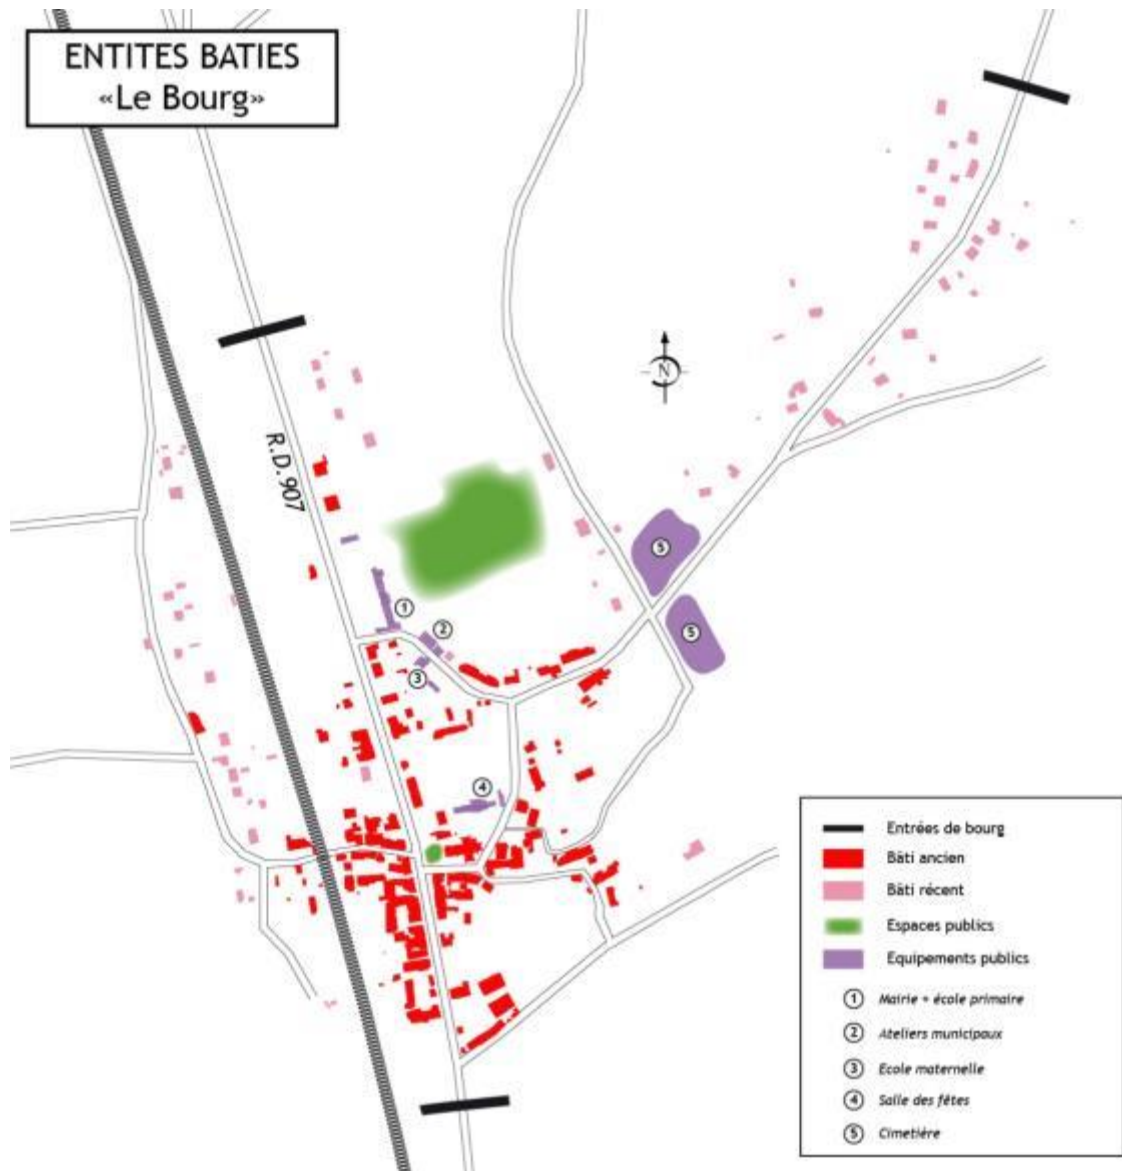 ENTITES BATIES
«Le Bourg»
N
R.D.907
5
1
2
5
3
4
Entrées de bourg
Bâti ancien
Bâti récent
Espaces publics
Equipements publics
1 Mairie + école primaire
2 Ateliers municipaux
3 Ecole maternelle
4 Salle des fêtes
5 Cimetière